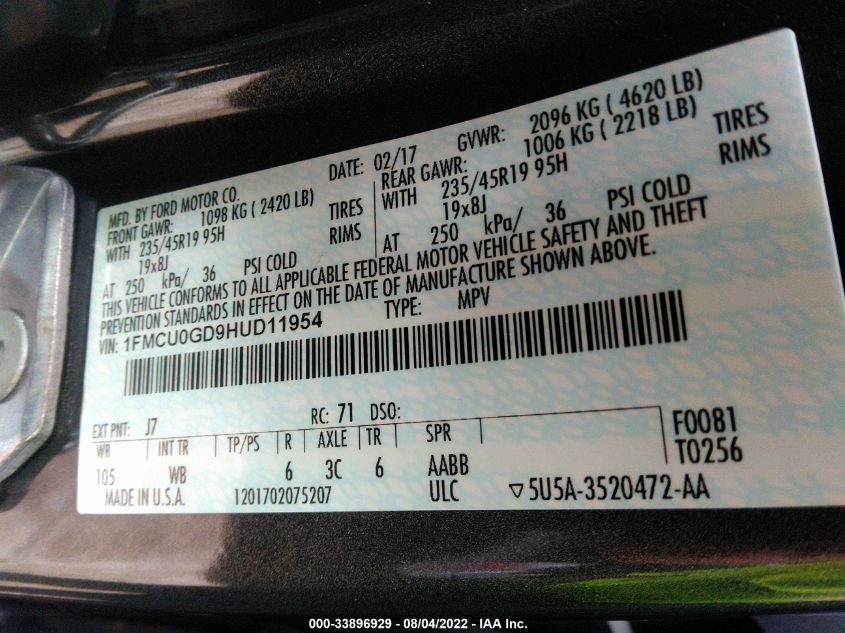 MFD. BY FORD MOTOR CO. DATE: 02/17 GVWR: 2096 KG ( 4620 LB)
FRONT GAWR: 1098 KG ( 2420 LB) REAR GAWR: 1006 KG ( 2218 LB)
WITH 235/45R19 95H TIRES WITH 235/45R19 95H TIRES
19x8J RIMS 19x8J RIMS
AT 250 kPa/ 36 PSI COLD AT 250 kPa/ 36 PSI COLD
THIS VEHICLE CONFORMS TO ALL APPLICABLE FEDERAL MOTOR VEHICLE SAFETY AND THEFT
PREVENTION STANDARDS IN EFFECT ON THE DATE OF MANUFACTURE SHOWN ABOVE.
VIN: 1FMCU0GD9HUD11954 TYPE: MPV
EXT PNT: J7 RC: 71 DSO:
WB INT TR TP/PS R AXLE TR SPR F0081
105 WB 6 3C 6 AABB T0256
MADE IN U.S.A. 1201702075207 ULC ▽5U5A-3520472-AA
000-33896929 - 08/04/2022 - IAA Inc.